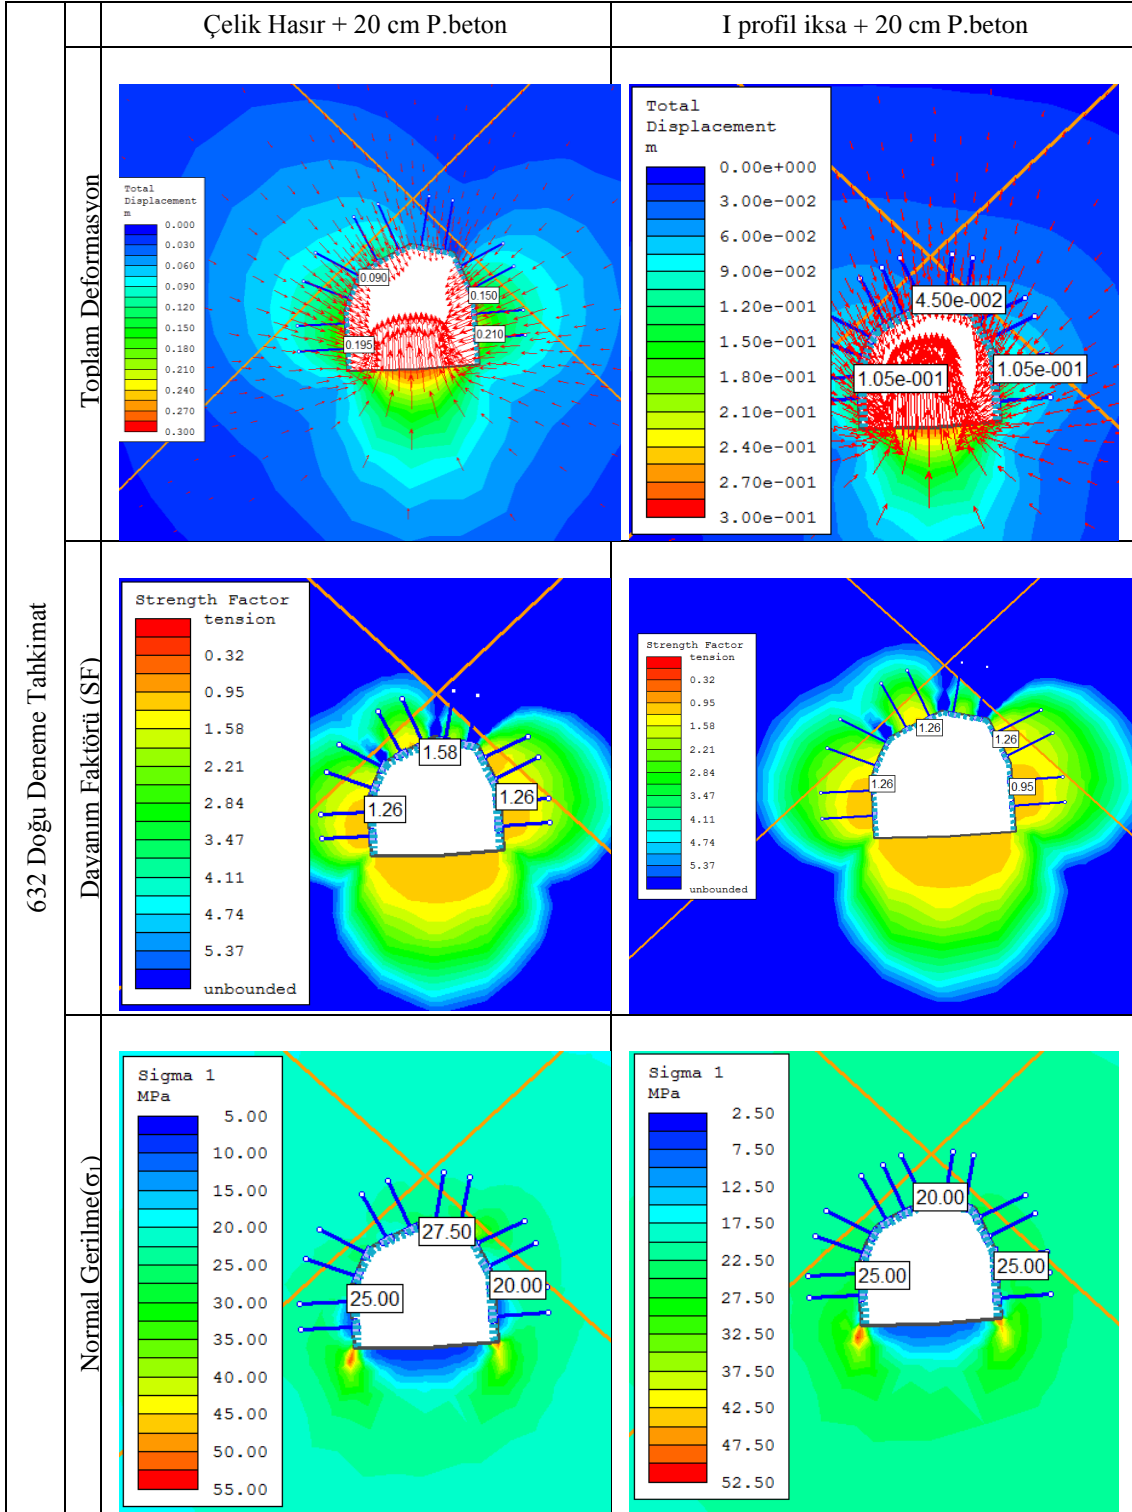 Çelik Hasır + 20 cm P.beton
I profil iksa + 20 cm P.beton
632 Doğu Deneme Tahkimat
Toplam Deformasyon
Total
Displacement
m
0.000
0.030
0.060
0.090
0.120
0.150
0.180
0.210
0.240
0.270
0.300
0.090
0.150
0.195
0.210
Total
Displacement
m
0.00e+000
3.00e-002
6.00e-002
9.00e-002
1.20e-001
1.50e-001
1.80e-001
2.10e-001
2.40e-001
2.70e-001
3.00e-001
4.50e-002
1.05e-001
1.05e-001
Dayanım Faktörü (SF)
Strength Factor
tension
0.32
0.95
1.58
2.21
2.84
3.47
4.11
4.74
5.37
unbounded
1.58
1.26
1.26
Strength Factor
tension
0.32
0.95
1.58
2.21
2.84
3.47
4.11
4.74
5.37
unbounded
1.26
1.26
1.26
0.95
Normal Gerilme(σ₁)
Sigma 1
MPa
5.00
10.00
15.00
20.00
25.00
30.00
35.00
40.00
45.00
50.00
55.00
27.50
25.00
20.00
Sigma 1
MPa
2.50
7.50
12.50
17.50
22.50
27.50
32.50
37.50
42.50
47.50
52.50
20.00
25.00
25.00